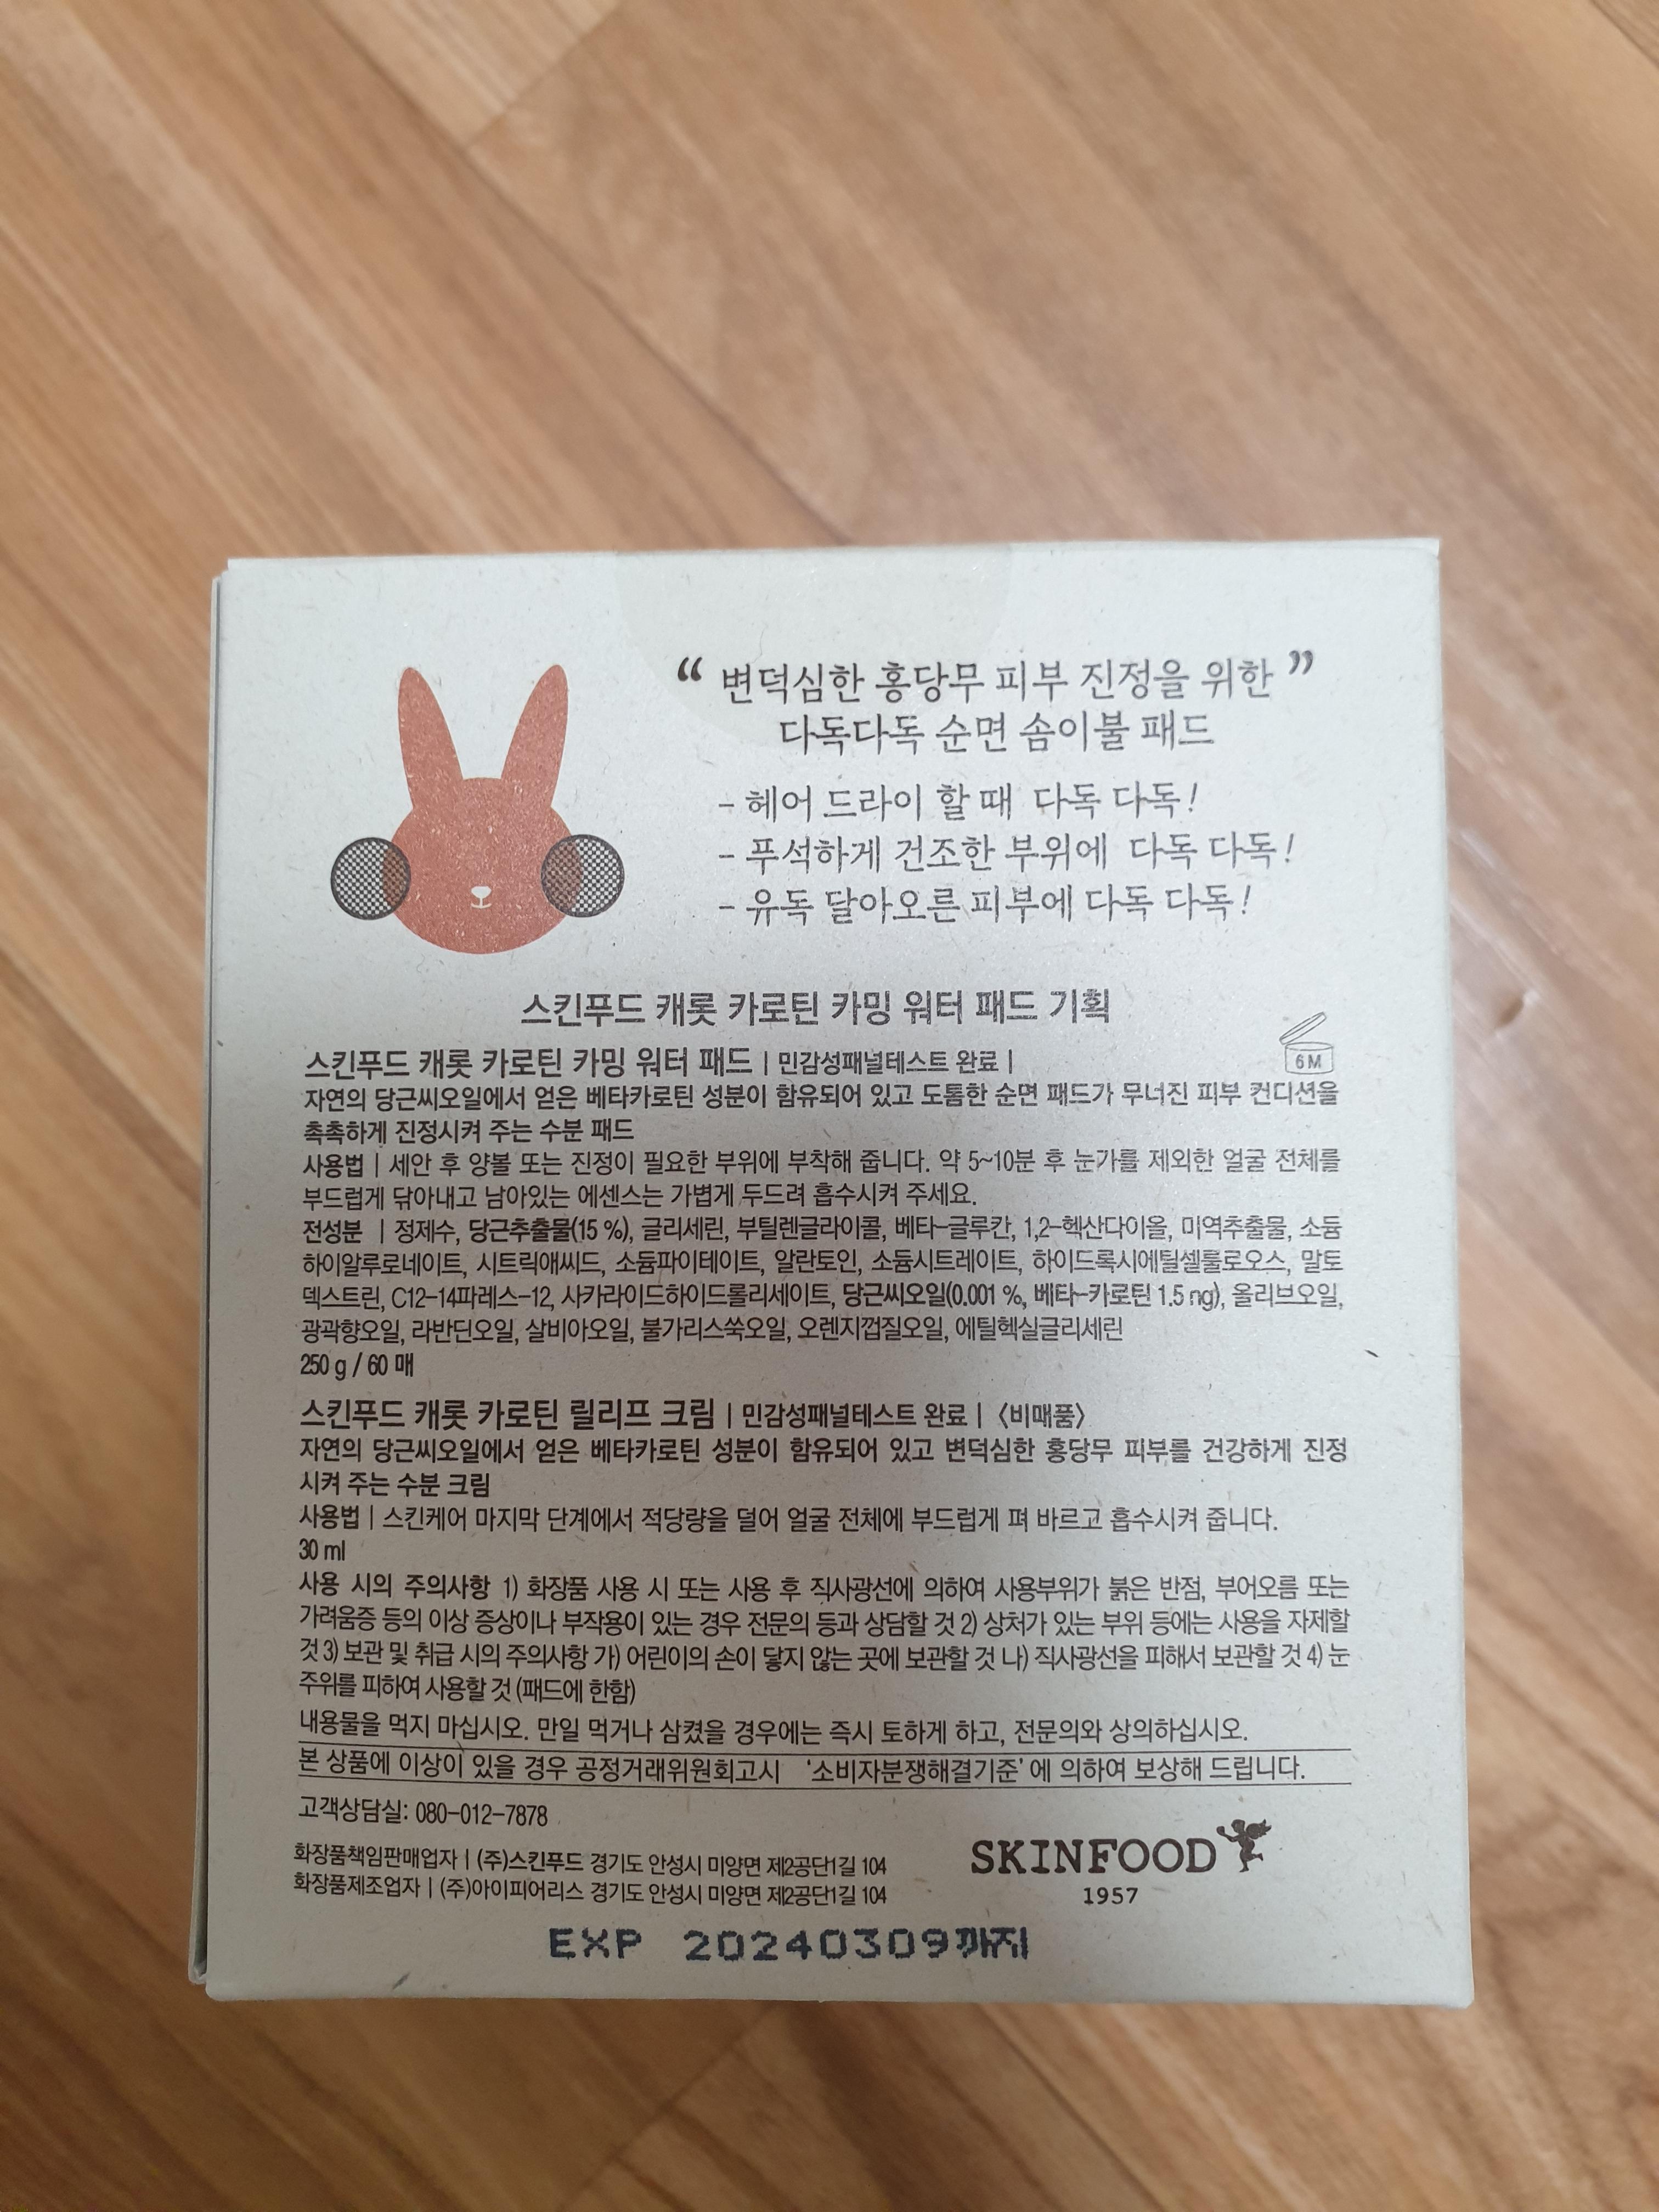 “ 변덕심한 홍당무 피부 진정을 위한 ”
다독다독 순면 솜이불 패드
- 헤어 드라이 할 때 다독 다독!
- 푸석하게 건조한 부위에 다독 다독!
- 유독 달아오른 피부에 다독 다독!
스킨푸드 캐롯 카로틴 카밍 워터 패드 기획
스킨푸드 캐롯 카로틴 카밍 워터 패드 | 민감성패널테스트 완료 |
6M
자연의 당근씨오일에서 얻은 베타카로틴 성분이 함유되어 있고 도톰한 순면 패드가 무너진 피부 컨디션을
촉촉하게 진정시켜 주는 수분 패드
사용법 | 세안 후 양볼 또는 진정이 필요한 부위에 부착해 줍니다. 약 5~10분 후 눈가를 제외한 얼굴 전체를
부드럽게 닦아내고 남아있는 에센스는 가볍게 두드려 흡수시켜 주세요.
전성분 | 정제수, 당근추출물(15 %), 글리세린, 부틸렌글라이콜, 베타-글루칸, 1,2-헥산다이올, 미역추출물, 소듐
하이알루로네이트, 시트릭애씨드, 소듐파이테이트, 알란토인, 소듐시트레이트, 하이드록시에틸셀룰로오스, 말토
덱스트린, C12-14파레스-12, 사카라이드하이드롤리세이트, 당근씨오일(0.001 %, 베타-카로틴 1.5 ng), 올리브오일,
광곽향오일, 라반딘오일, 살비아오일, 불가리스쑥오일, 오렌지껍질오일, 에틸헥실글리세린
250 g / 60 매
스킨푸드 캐롯 카로틴 릴리프 크림 | 민감성패널테스트 완료 | 〈비매품〉
자연의 당근씨오일에서 얻은 베타카로틴 성분이 함유되어 있고 변덕심한 홍당무 피부를 건강하게 진정
시켜 주는 수분 크림
사용법 | 스킨케어 마지막 단계에서 적당량을 덜어 얼굴 전체에 부드럽게 펴 바르고 흡수시켜 줍니다.
30 ml
사용 시의 주의사항 1) 화장품 사용 시 또는 사용 후 직사광선에 의하여 사용부위가 붉은 반점, 부어오름 또는
가려움증 등의 이상 증상이나 부작용이 있는 경우 전문의 등과 상담할 것 2) 상처가 있는 부위 등에는 사용을 자제할
것 3) 보관 및 취급 시의 주의사항 가) 어린이의 손이 닿지 않는 곳에 보관할 것 나) 직사광선을 피해서 보관할 것 4) 눈
주위를 피하여 사용할 것 (패드에 한함)
내용물을 먹지 마십시오. 만일 먹거나 삼켰을 경우에는 즉시 토하게 하고, 전문의와 상의하십시오.
본 상품에 이상이 있을 경우 공정거래위원회고시 ‘소비자분쟁해결기준’ 에 의하여 보상해 드립니다.
고객상담실: 080-012-7878
화장품책임판매업자 | (주)스킨푸드 경기도 안성시 미양면 제2공단1길 104
화장품제조업자 | (주)아이피어리스 경기도 안성시 미양면 제2공단1길 104
SKINFOOD
1957
EXP 20240309까지